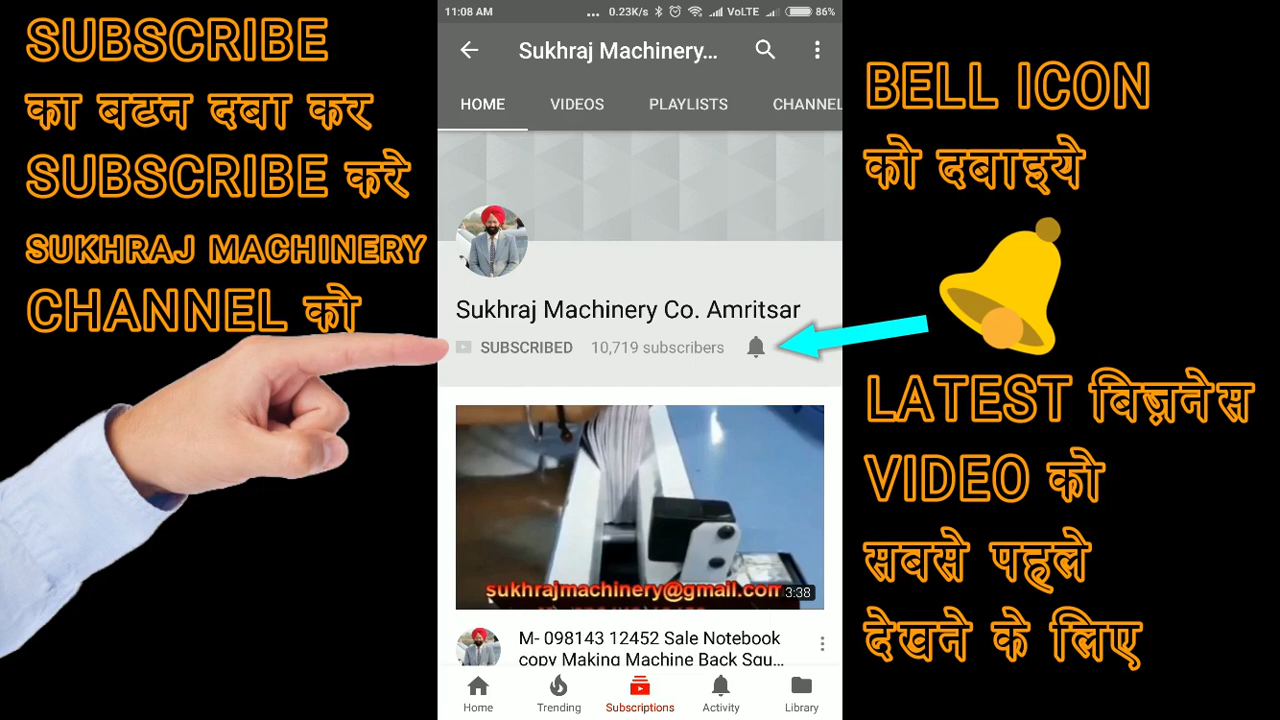 SUBSCRIBE
का बटन दबा कर
SUBSCRIBE करे
SUKHRAJ MACHINERY
CHANNEL को
11:08 AM ... 0.23K/s VoLTE 86%
Sukhraj Machinery...
HOME VIDEOS PLAYLISTS CHANNEL
Sukhraj Machinery Co. Amritsar
SUBSCRIBED 10,719 subscribers
sukhrajmachinery@gmail.com
3:38
M- 098143 12452 Sale Notebook
copy Making Machine Back Squ...
Home Trending Subscriptions Activity Library
BELL ICON
को दबाइये
LATEST बिज़नेस
VIDEO को
सबसे पहले
देखने के लिए